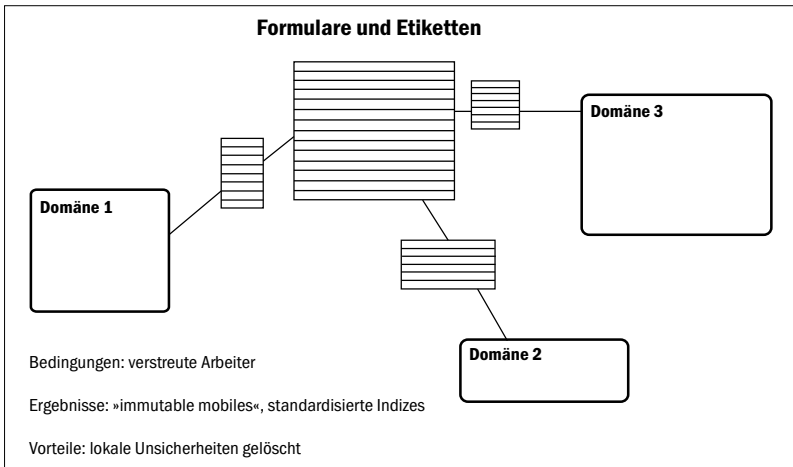 Formulare und Etiketten
Domäne 3
Domäne 1
Domäne 2
Bedingungen: verstreute Arbeiter
Ergebnisse: »immutable mobiles«, standardisierte Indizes
Vorteile: lokale Unsicherheiten gelöscht